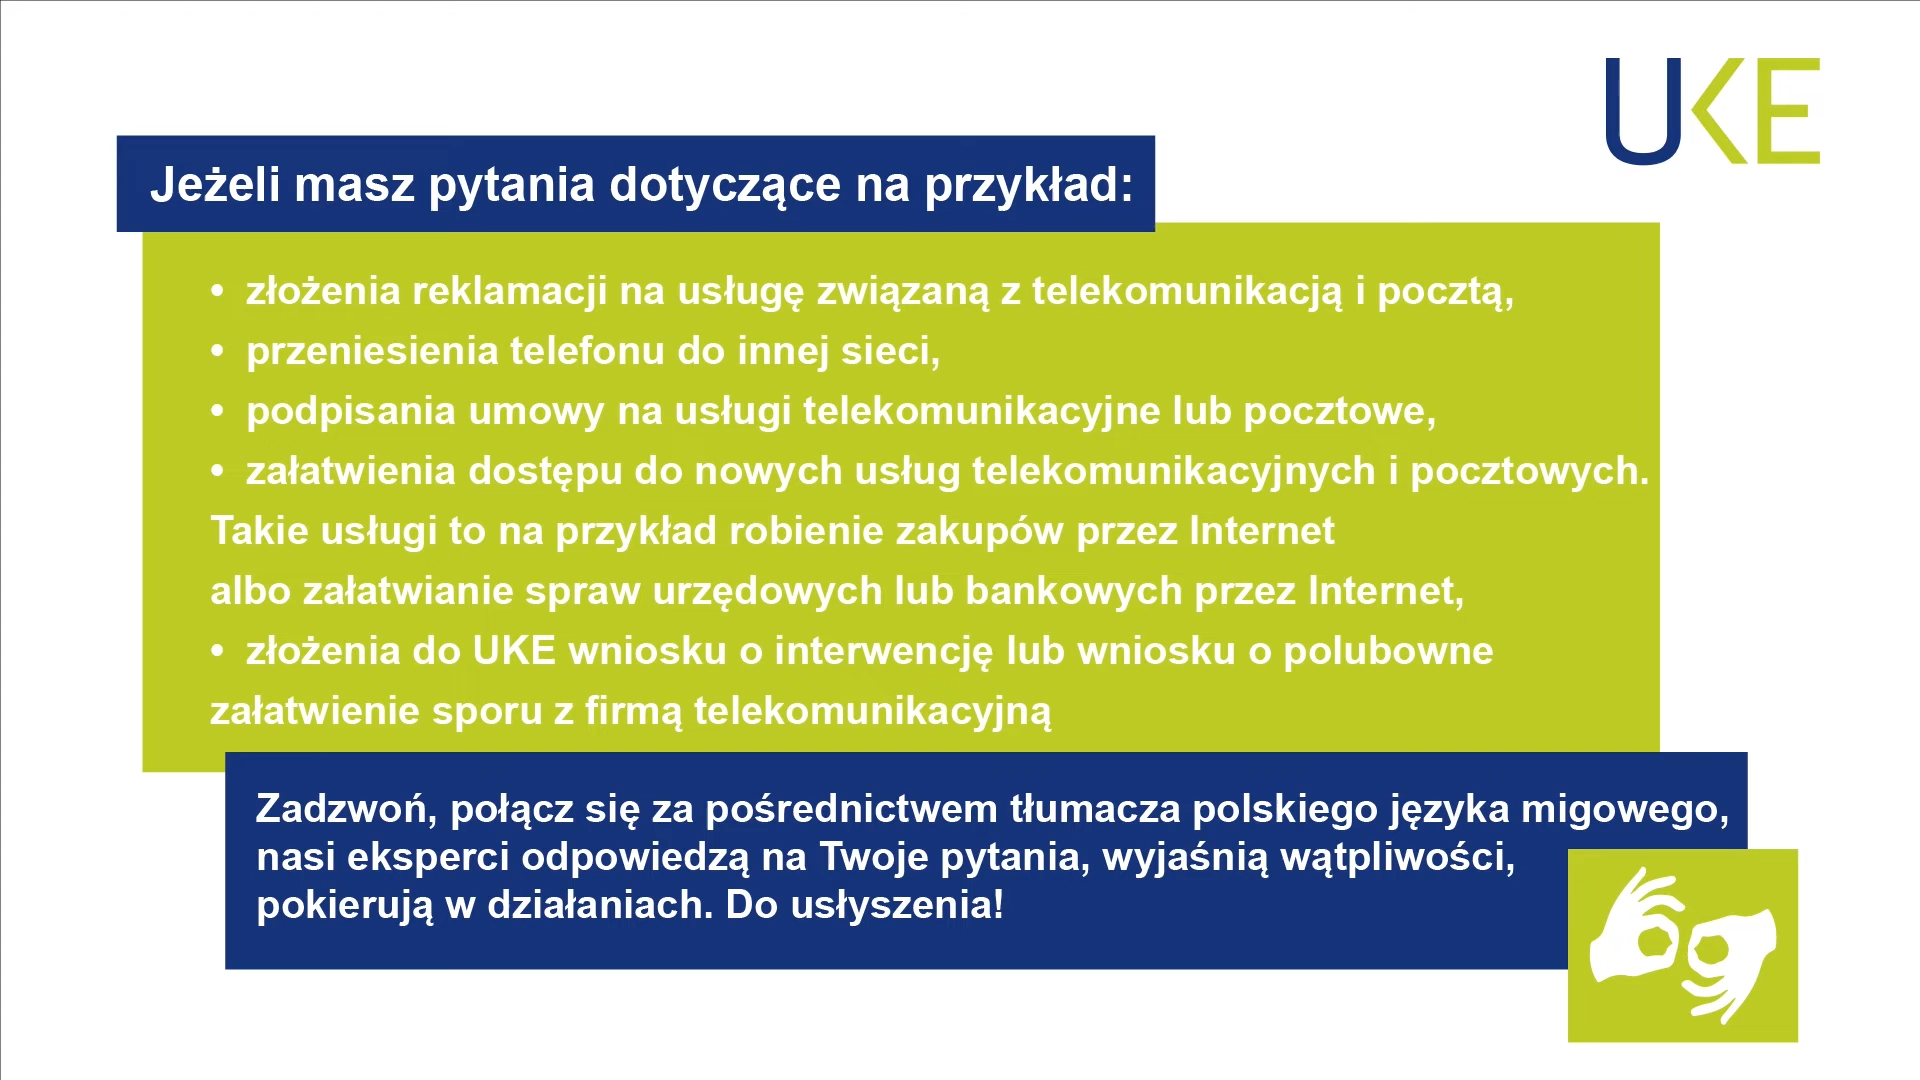 UKE
Jeżeli masz pytania dotyczące na przykład:
• złożenia reklamacji na usługę związaną z telekomunikacją i pocztą,
• przeniesienia telefonu do innej sieci,
• podpisania umowy na usługi telekomunikacyjne lub pocztowe,
• załatwienia dostępu do nowych usług telekomunikacyjnych i pocztowych.
Takie usługi to na przykład robienie zakupów przez Internet
albo załatwianie spraw urzędowych lub bankowych przez Internet,
• złożenia do UKE wniosku o interwencję lub wniosku o polubowne
załatwienie sporu z firmą telekomunikacyjną
Zadzwoń, połącz się za pośrednictwem tłumacza polskiego języka migowego,
nasi eksperci odpowiedzą na Twoje pytania, wyjaśnią wątpliwości,
pokierują w działaniach. Do usłyszenia!